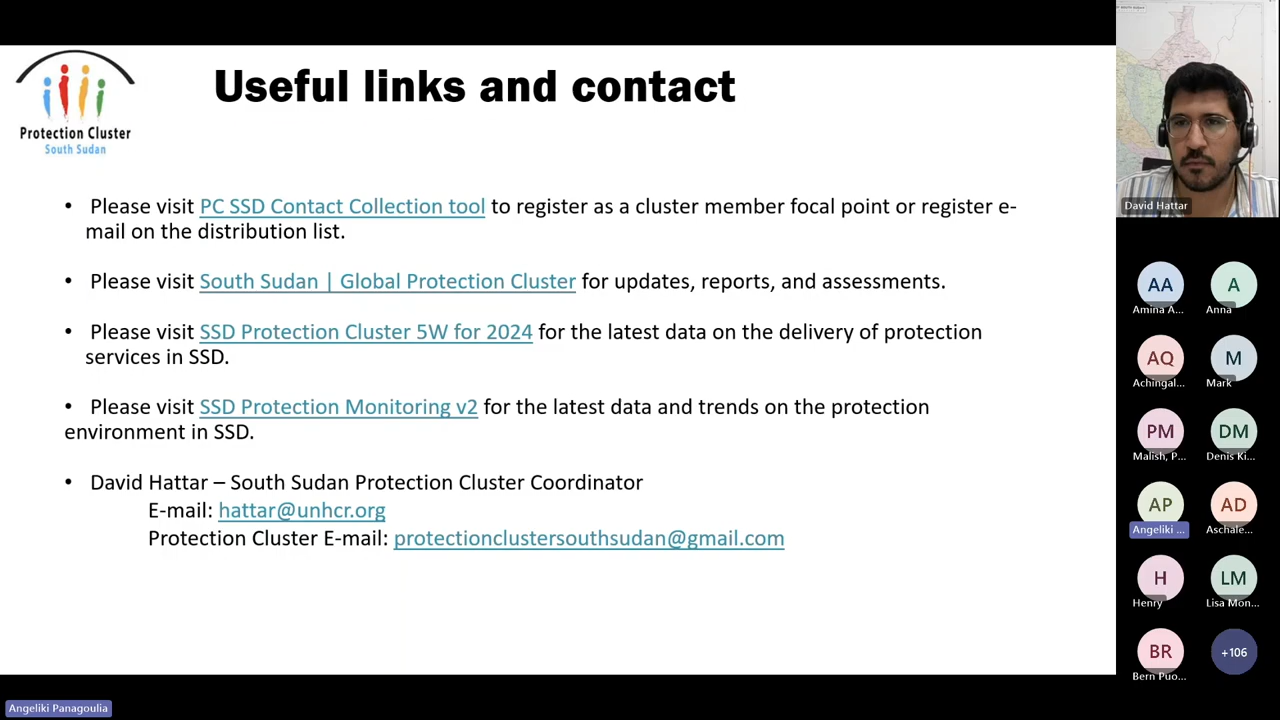 Useful links and contact
Protection Cluster
South Sudan
• Please visit PC SSD Contact Collection tool to register as a cluster member focal point or register e-
mail on the distribution list.
• Please visit South Sudan | Global Protection Cluster for updates, reports, and assessments.
• Please visit SSD Protection Cluster 5W for 2024 for the latest data on the delivery of protection
services in SSD.
• Please visit SSD Protection Monitoring v2 for the latest data and trends on the protection
environment in SSD.
• David Hattar – South Sudan Protection Cluster Coordinator
E-mail: hattar@unhcr.org
Protection Cluster E-mail: protectionclustersouthsudan@gmail.com
David Hattar
AA
A
Amina A...
Anna
AQ
M
Achingal...
Mark
PM
DM
Malish, P...
Denis Ki...
AP
AD
Angeliki ...
Aschale...
H
LM
Henry
Lisa Mon...
BR
+106
Bern Puo...
Angeliki Panagoulia